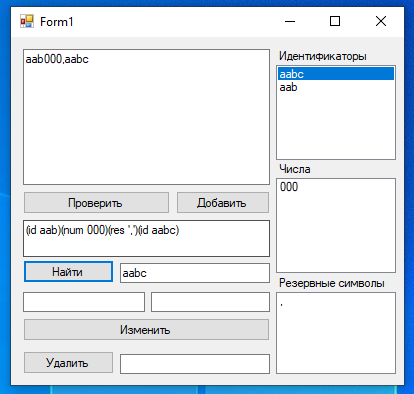 Form1
aab000,aabc
Проверить
Добавить
(id aab)(num 000)(res ',')(id aabc)
Найти
aabc
Изменить
Удалить
Идентификаторы
aabc
aab
Числа
000
Резервные символы
,